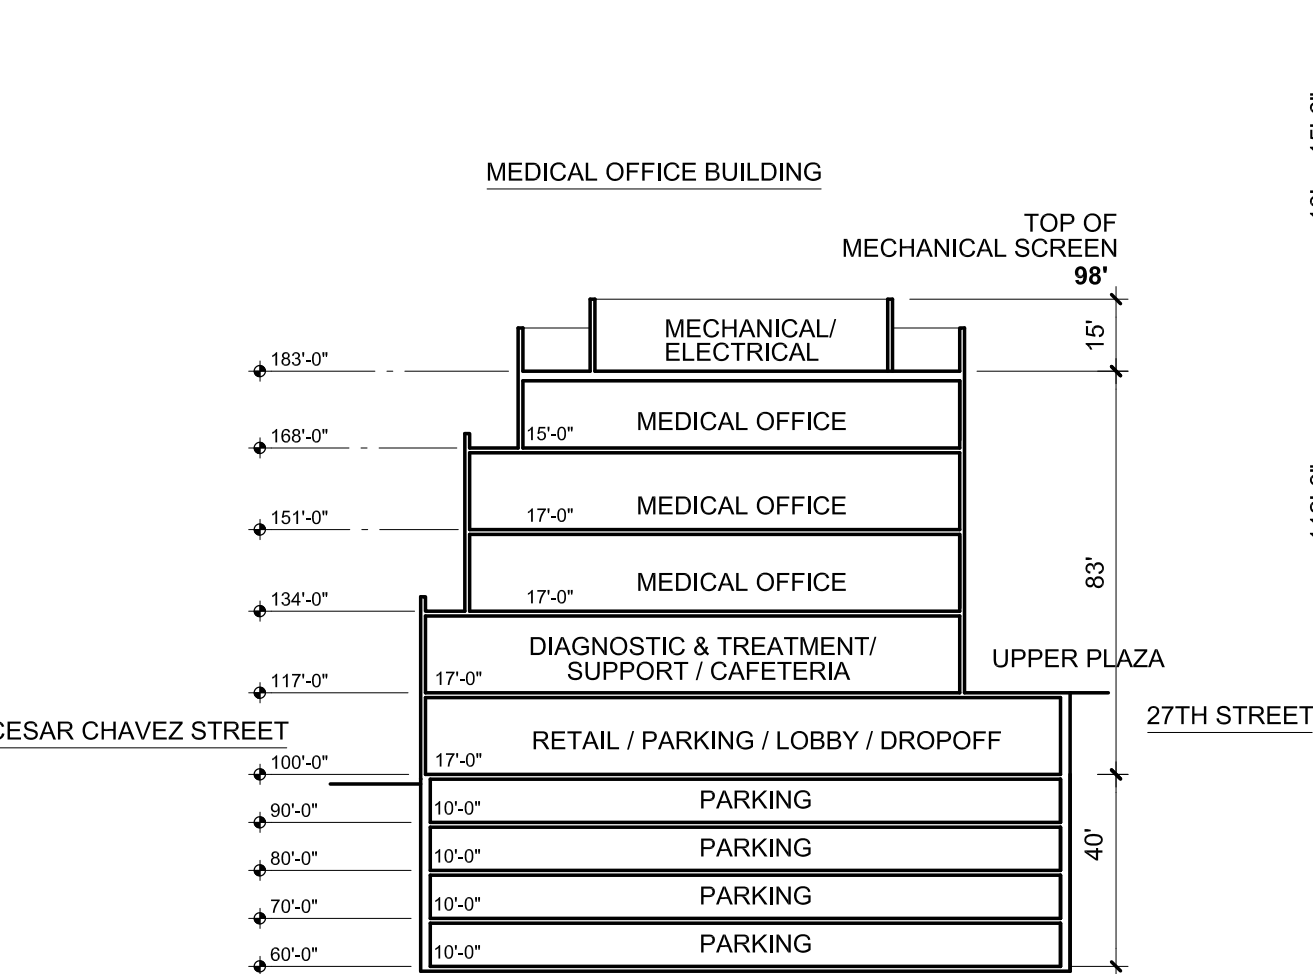 MEDICAL OFFICE BUILDING
TOP OF
MECHANICAL SCREEN
98'
MECHANICAL/
ELECTRICAL
15'
183'-0"
MEDICAL OFFICE
15'-0"
168'-0"
MEDICAL OFFICE
17'-0"
151'-0"
MEDICAL OFFICE
17'-0"
83'
134'-0"
DIAGNOSTIC & TREATMENT/
SUPPORT / CAFETERIA
17'-0"
UPPER PLAZA
117'-0"
CESAR CHAVEZ STREET
27TH STREET
RETAIL / PARKING / LOBBY / DROPOFF
17'-0"
100'-0"
PARKING
10'-0"
90'-0"
PARKING
10'-0"
40'
80'-0"
PARKING
10'-0"
70'-0"
PARKING
10'-0"
60'-0"